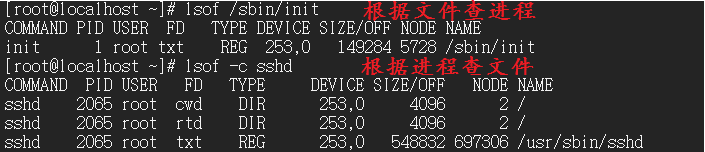 [root@localhost ~]# lsof /sbin/init 根据文件查进程
COMMAND PID USER FD TYPE DEVICE SIZE/OFF NODE NAME
init 1 root txt REG 253,0 149284 5728 /sbin/init
[root@localhost ~]# lsof -c sshd 根据进程查文件
COMMAND PID USER FD TYPE DEVICE SIZE/OFF NODE NAME
sshd 2065 root cwd DIR 253,0 4096 2 /
sshd 2065 root rtd DIR 253,0 4096 2 /
sshd 2065 root txt REG 253,0 548832 697306 /usr/sbin/sshd